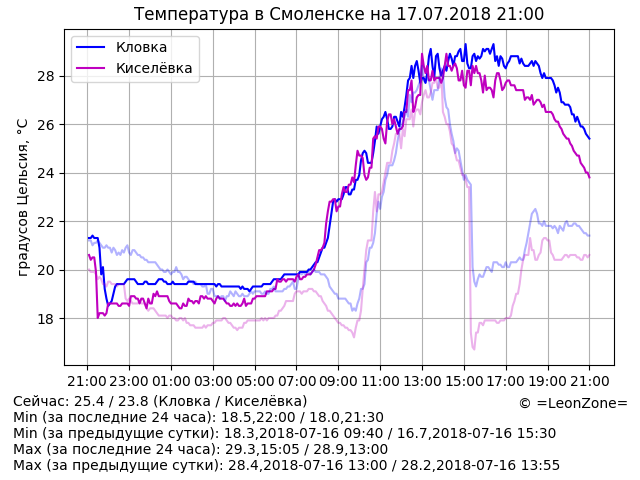 Температура в Смоленске на 17.07.2018 21:00
Кловка
Киселёвка
градусов Цельсия, °C
28
26
24
22
20
18
21:00 23:00 01:00 03:00 05:00 07:00 09:00 11:00 13:00 15:00 17:00 19:00 21:00
Сейчас: 25.4 / 23.8 (Кловка / Киселёвка)
© =LeonZone=
Min (за последние 24 часа): 18.5,22:00 / 18.0,21:30
Min (за предыдущие сутки): 18.3,2018-07-16 09:40 / 16.7,2018-07-16 15:30
Max (за последние 24 часа): 29.3,15:05 / 28.9,13:00
Max (за предыдущие сутки): 28.4,2018-07-16 13:00 / 28.2,2018-07-16 13:55